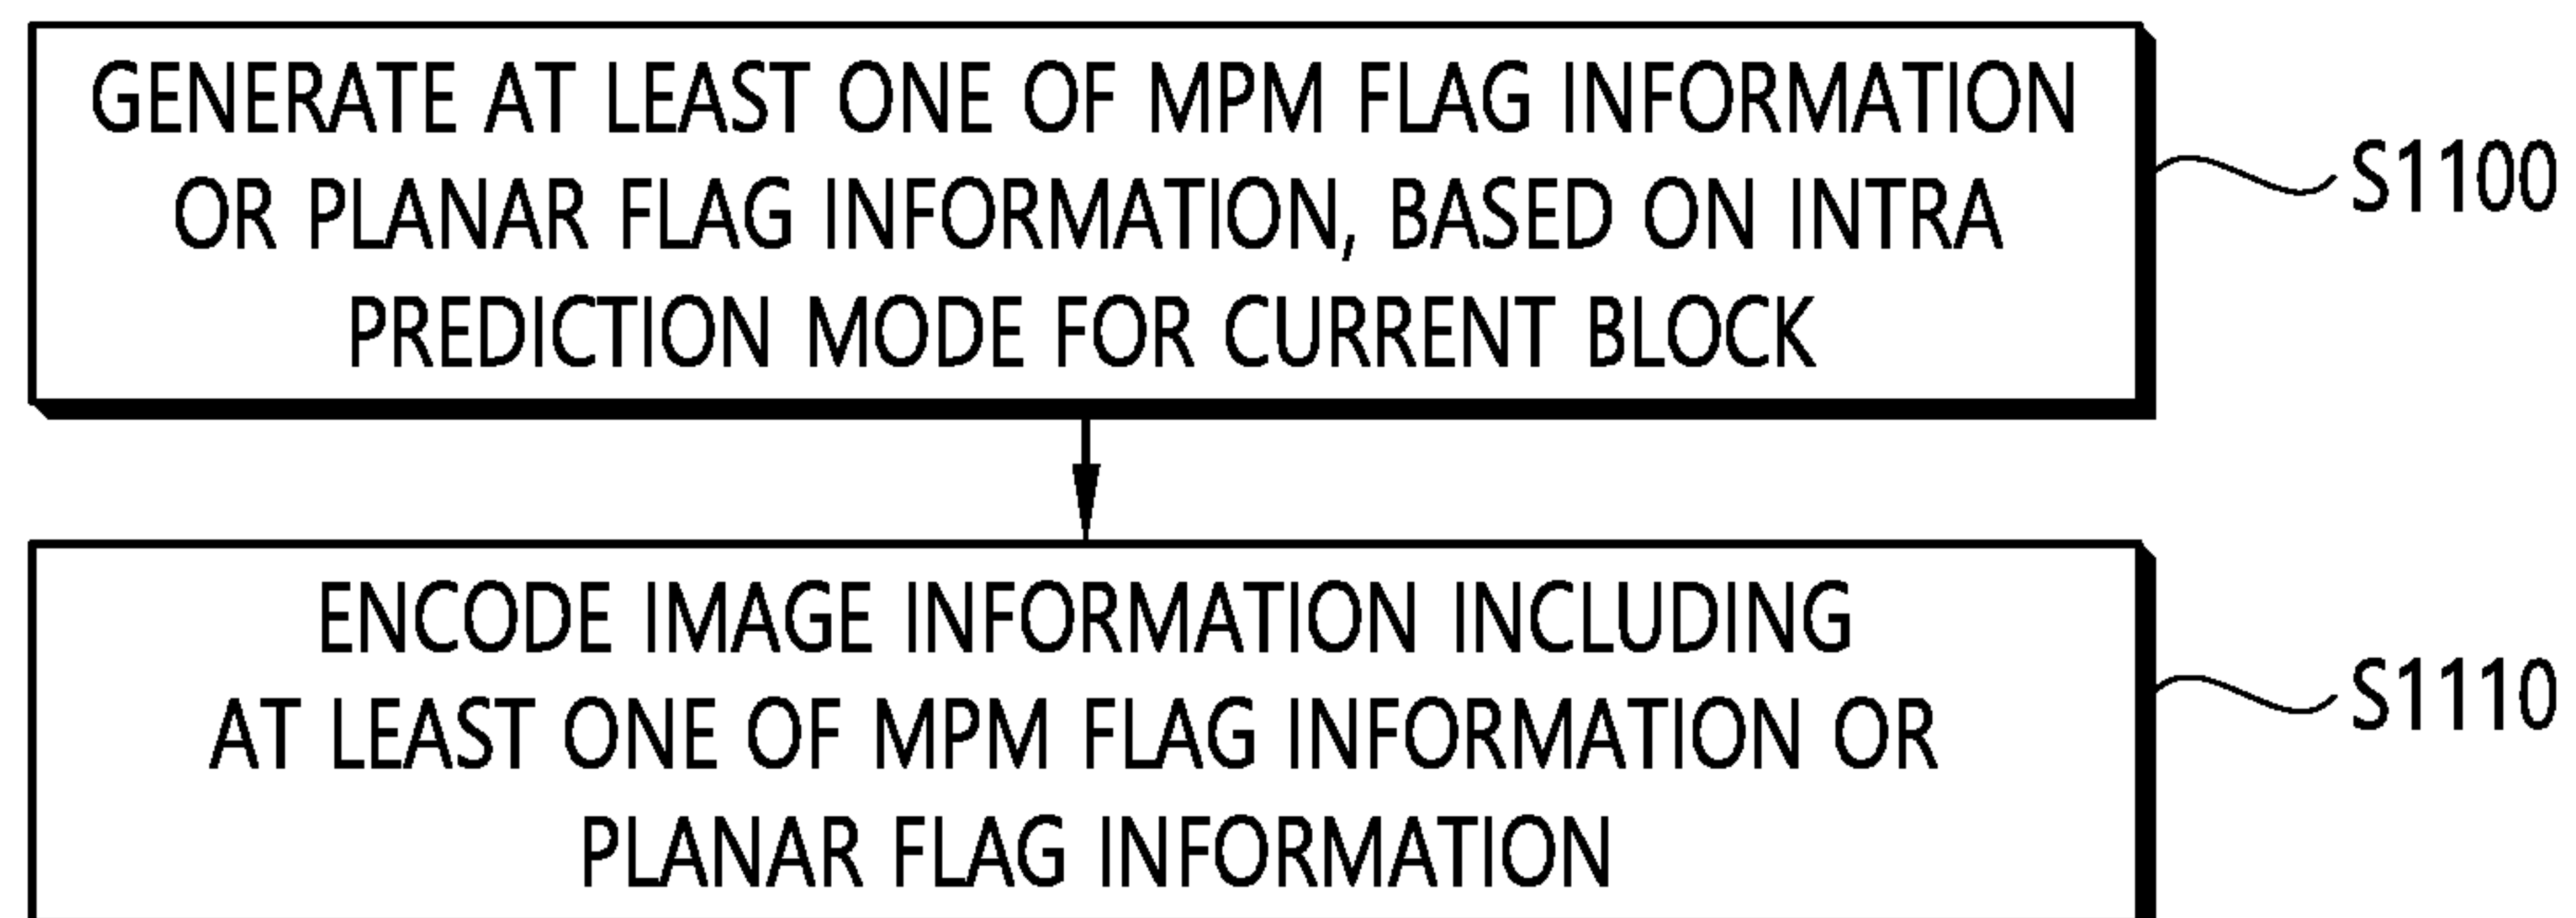 GENERATE AT LEAST ONE OF MPM FLAG INFORMATION
OR PLANAR FLAG INFORMATION, BASED ON INTRA
PREDICTION MODE FOR CURRENT BLOCK
S1100
ENCODE IMAGE INFORMATION INCLUDING
AT LEAST ONE OF MPM FLAG INFORMATION OR
PLANAR FLAG INFORMATION
S1110